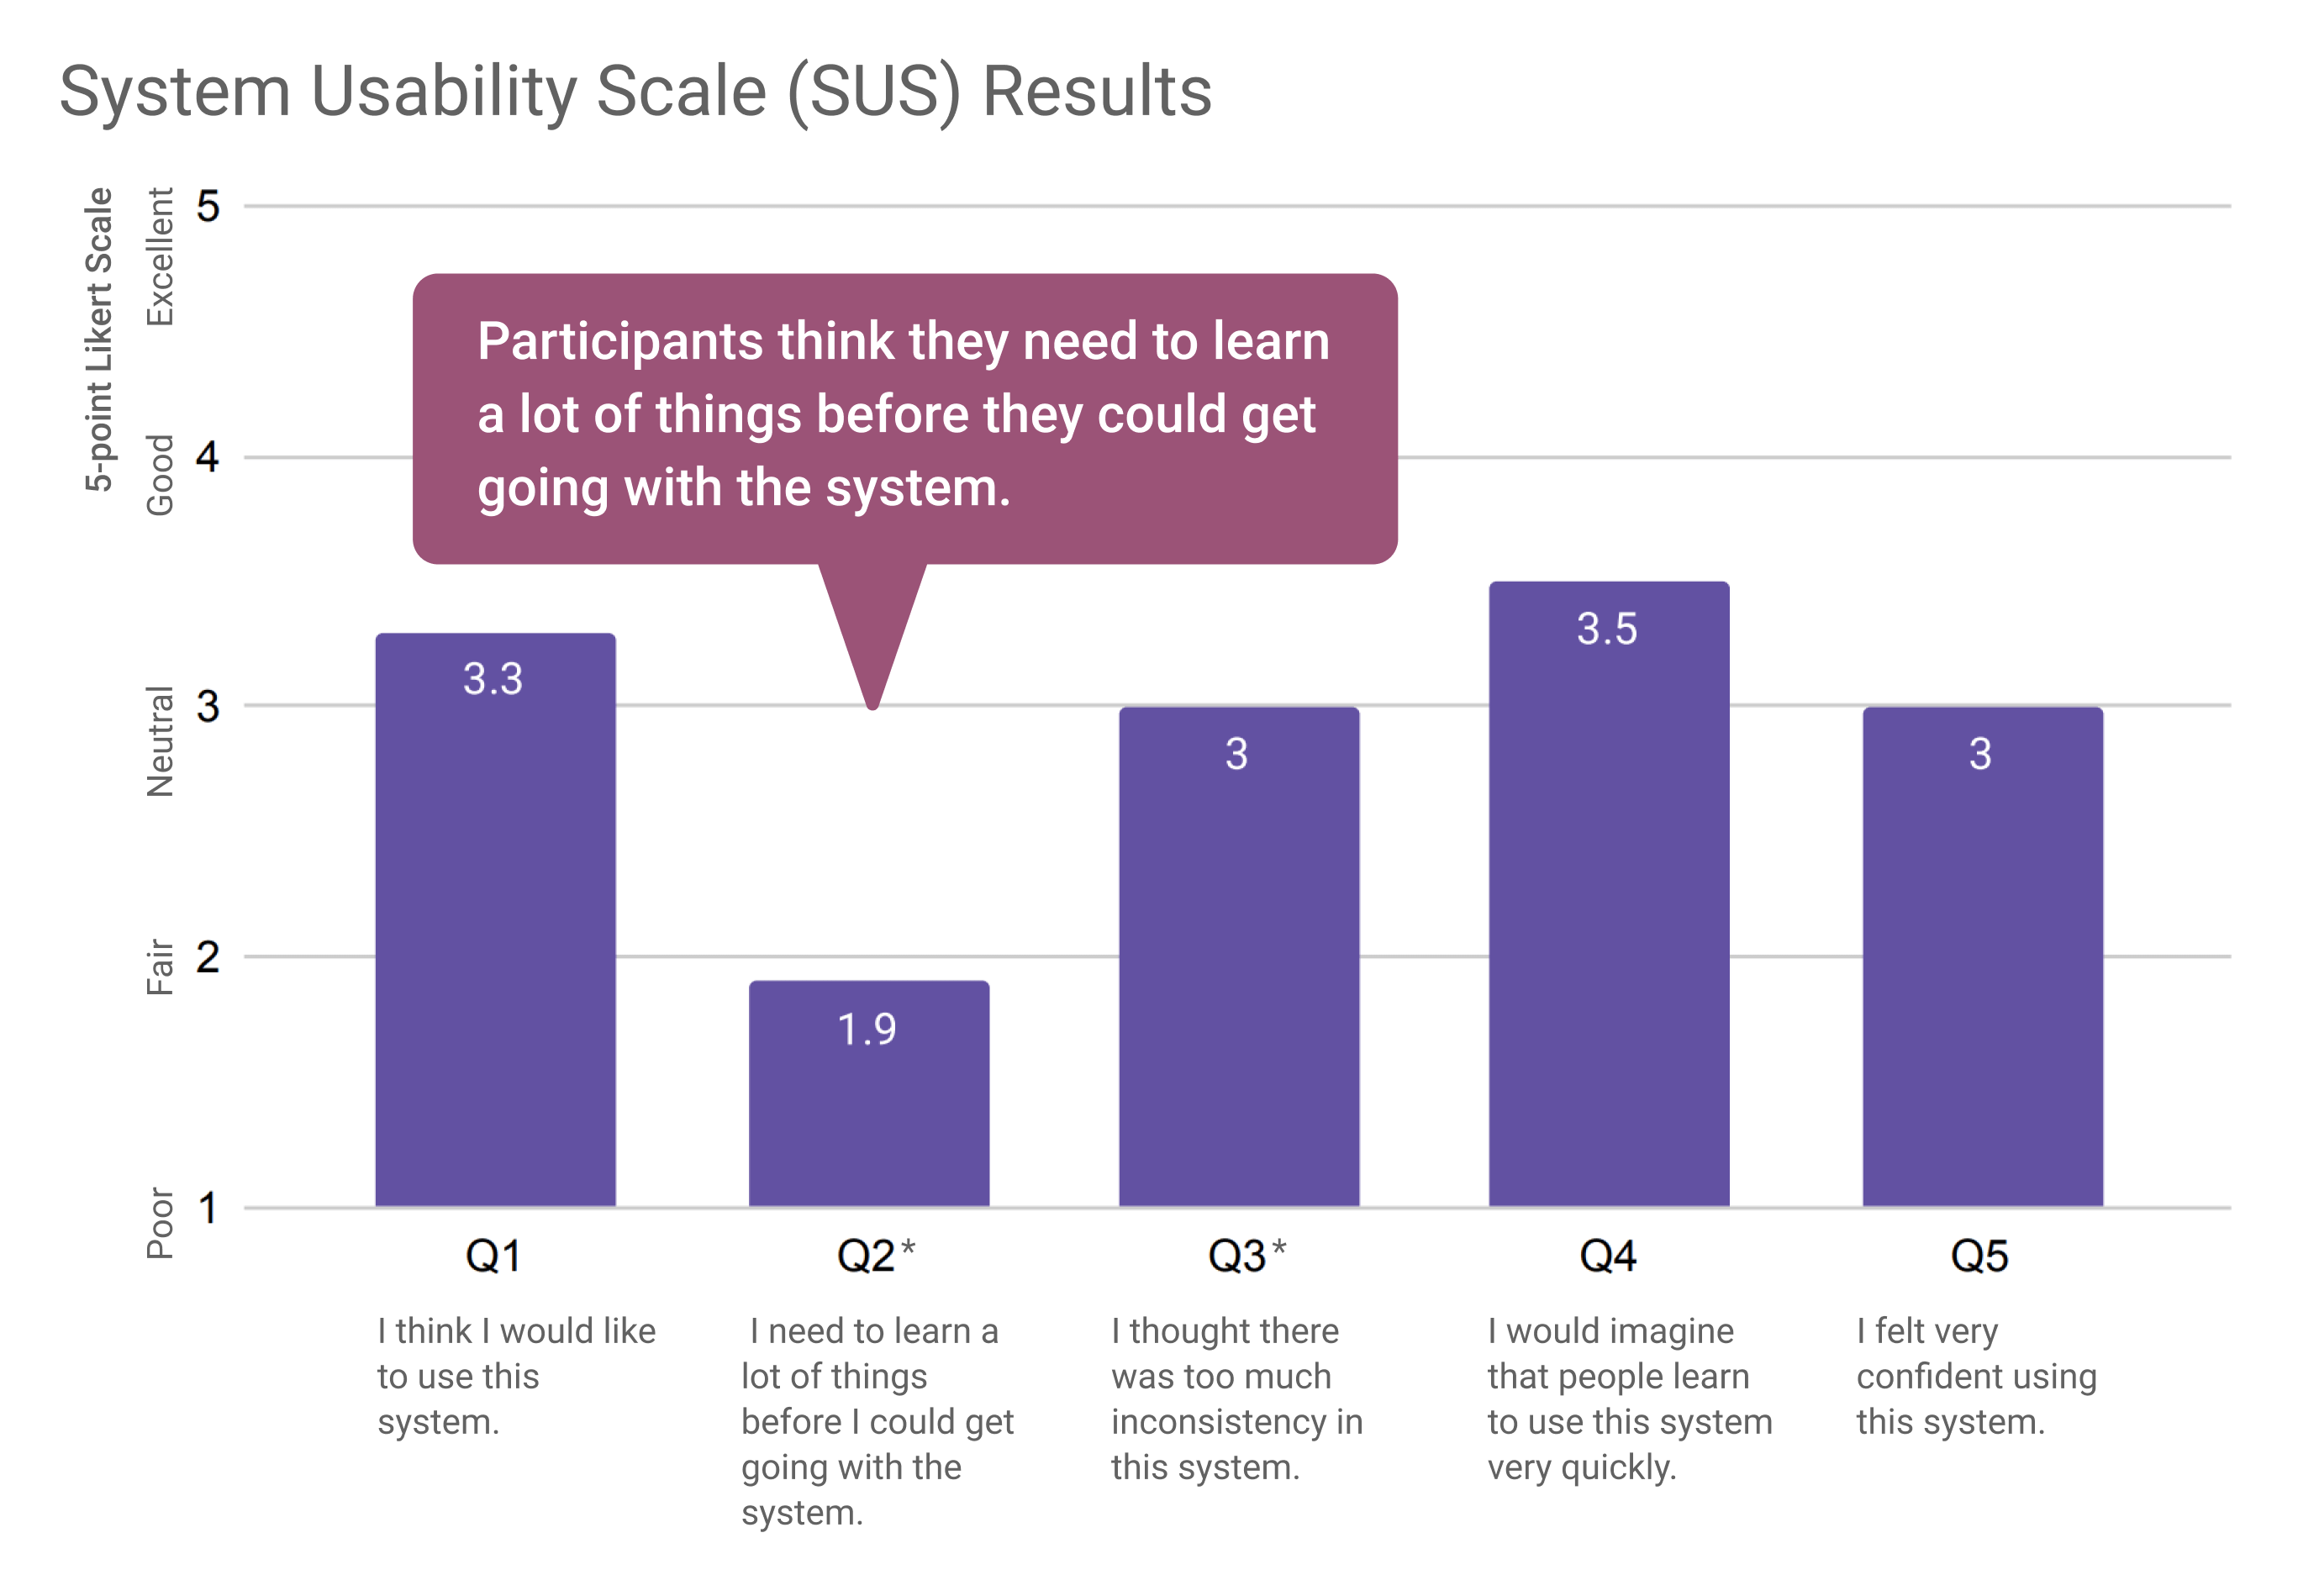 System Usability Scale (SUS) Results
5-point Likert Scale
Excellent
Good
Neutral
Fair
Poor
5
4
3
2
1
Participants think they need to learn
a lot of things before they could get
going with the system.
3.3
1.9
3
3.5
3
Q1
Q2*
Q3*
Q4
Q5
I think I would like
to use this
system.
I need to learn a
lot of things
before I could get
going with the
system.
I thought there
was too much
inconsistency in
this system.
I would imagine
that people learn
to use this system
very quickly.
I felt very
confident using
this system.